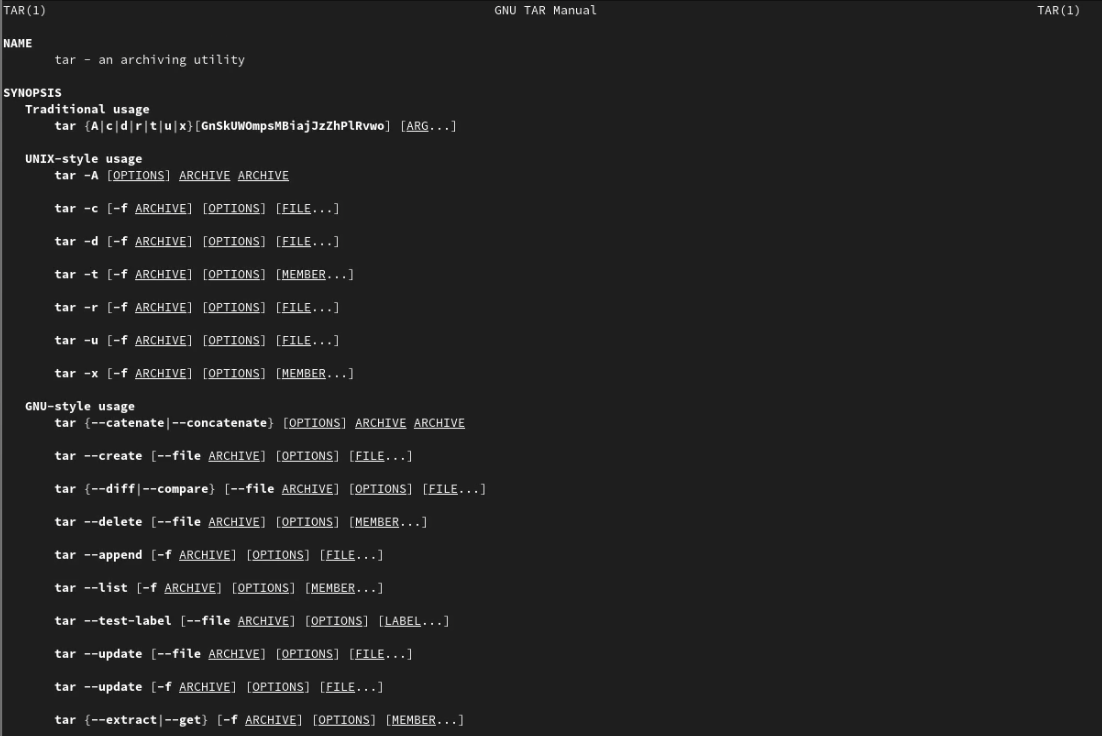 TAR(1) GNU TAR Manual TAR(1)
NAME
tar - an archiving utility
SYNOPSIS
Traditional usage
tar {A|c|d|r|t|u|x}[GnSkUWOmpsMBiajJzZhPlRvwo] [ARG...]
UNIX-style usage
tar -A [OPTIONS] ARCHIVE ARCHIVE
tar -c [-f ARCHIVE] [OPTIONS] [FILE...]
tar -d [-f ARCHIVE] [OPTIONS] [FILE...]
tar -t [-f ARCHIVE] [OPTIONS] [MEMBER...]
tar -r [-f ARCHIVE] [OPTIONS] [FILE...]
tar -u [-f ARCHIVE] [OPTIONS] [FILE...]
tar -x [-f ARCHIVE] [OPTIONS] [MEMBER...]
GNU-style usage
tar {--catenate|--concatenate} [OPTIONS] ARCHIVE ARCHIVE
tar --create [--file ARCHIVE] [OPTIONS] [FILE...]
tar {--diff|--compare} [--file ARCHIVE] [OPTIONS] [FILE...]
tar --delete [--file ARCHIVE] [OPTIONS] [MEMBER...]
tar --append [-f ARCHIVE] [OPTIONS] [FILE...]
tar --list [-f ARCHIVE] [OPTIONS] [MEMBER...]
tar --test-label [--file ARCHIVE] [OPTIONS] [LABEL...]
tar --update [--file ARCHIVE] [OPTIONS] [FILE...]
tar --update [-f ARCHIVE] [OPTIONS] [FILE...]
tar {--extract|--get} [-f ARCHIVE] [OPTIONS] [MEMBER...]